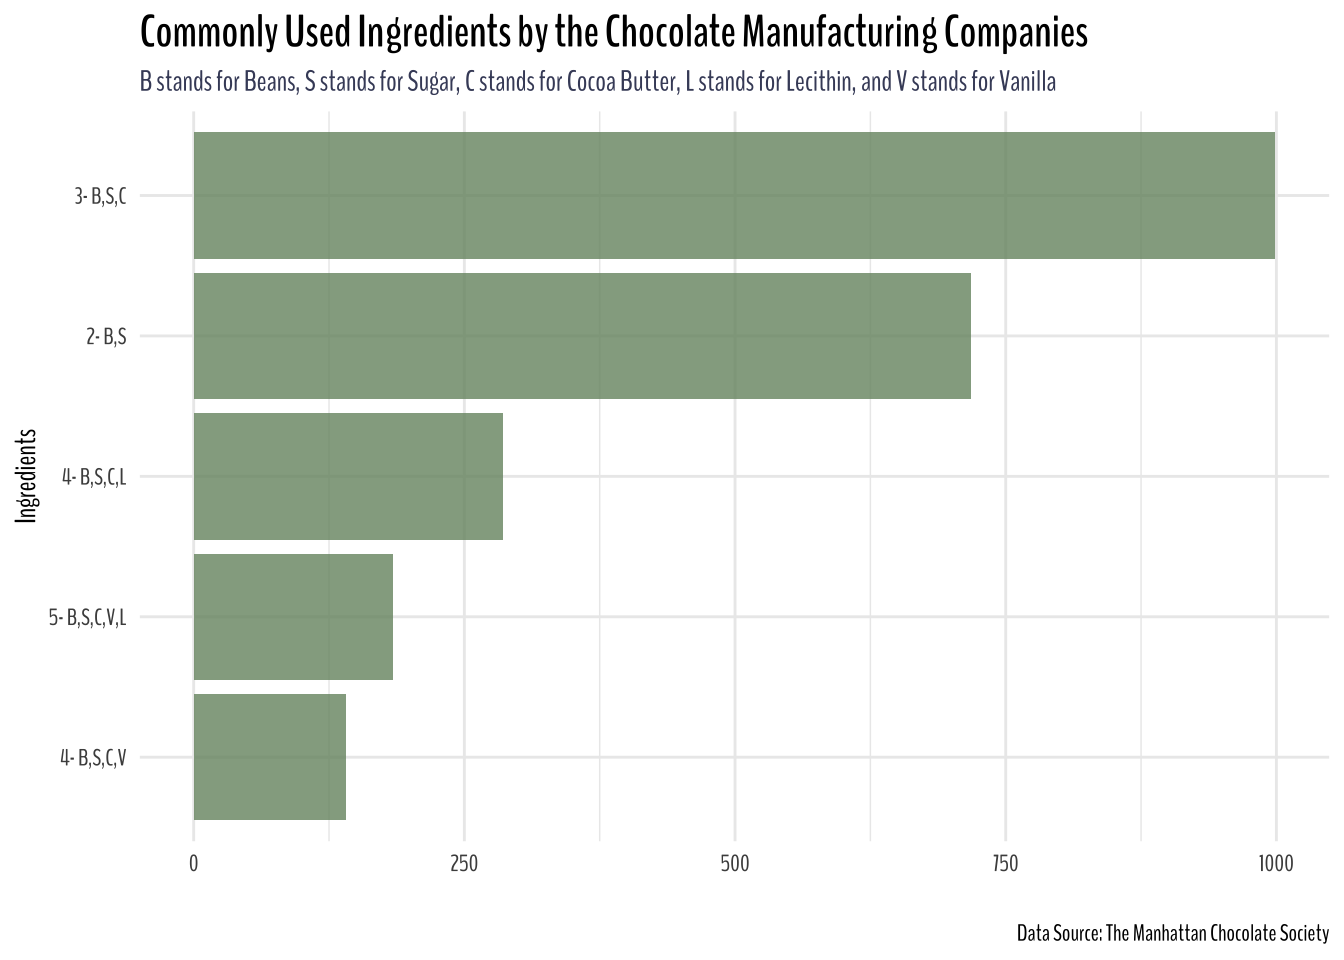 Commonly Used Ingredients by the Chocolate Manufacturing Companies
B stands for Beans, S stands for Sugar, C stands for Cocoa Butter, L stands for Lecithin, and V stands for Vanilla
Ingredients
3- B,S,C
2- B,S
4- B,S,C,L
5- B,S,C,V,L
4- B,S,C,V
0 250 500 750 1000
Data Source: The Manhattan Chocolate Society